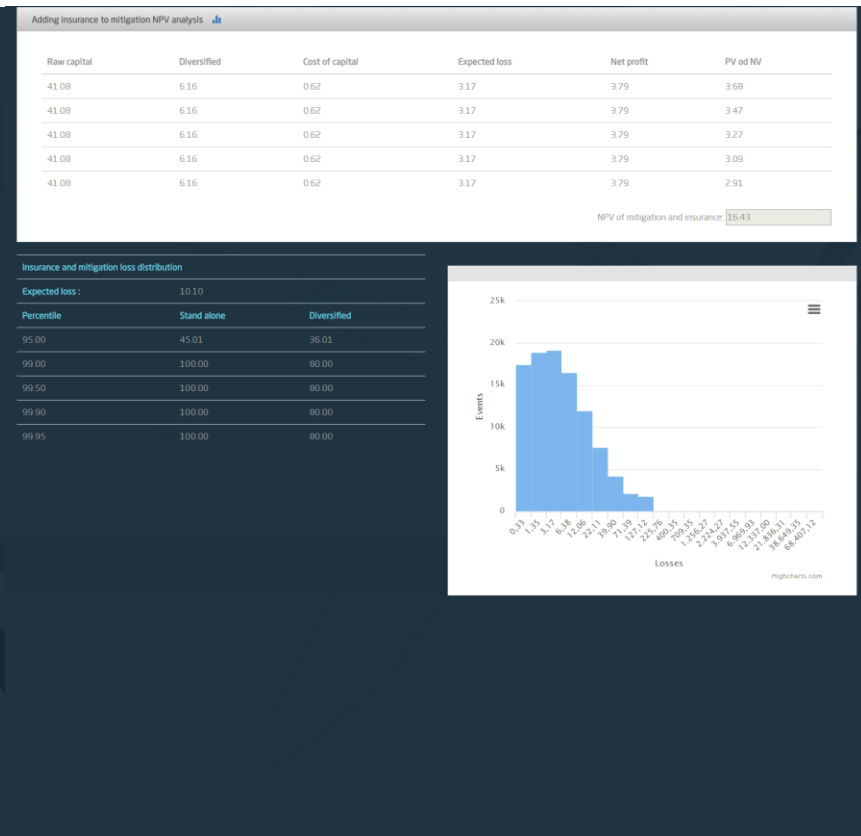 Adding insurance to mitigation NPV analysis
Raw capital Diversified Cost of capital Expected loss Net profit PV od NV
41.08 6.16 0.62 3.17 3.79 3.68
41.08 6.16 0.62 3.17 3.79 3.47
41.08 6.16 0.62 3.17 3.79 3.27
41.08 6.16 0.62 3.17 3.79 3.09
41.08 6.16 0.62 3.17 3.79 2.91
NPV of mitigation and insurance: 16.43
Insurance and mitigation loss distribution
Expected loss : 10.10
Percentile Stand alone Diversified
95.00 45.01 36.01
99.00 100.00 80.00
99.50 100.00 80.00
99.90 100.00 80.00
99.95 100.00 80.00
25k
20k
15k
10k
5k
0
Events
0,33 1,35 3,17 6,38 12,06 22,11 39,90 71,39 127,12 225,76 400,35 709,35 1.256,27 2.224,27 3.937,55 6.969,93 12.337,00 21.836,31 38.649,35 68.407,12
Losses
Highcharts.com